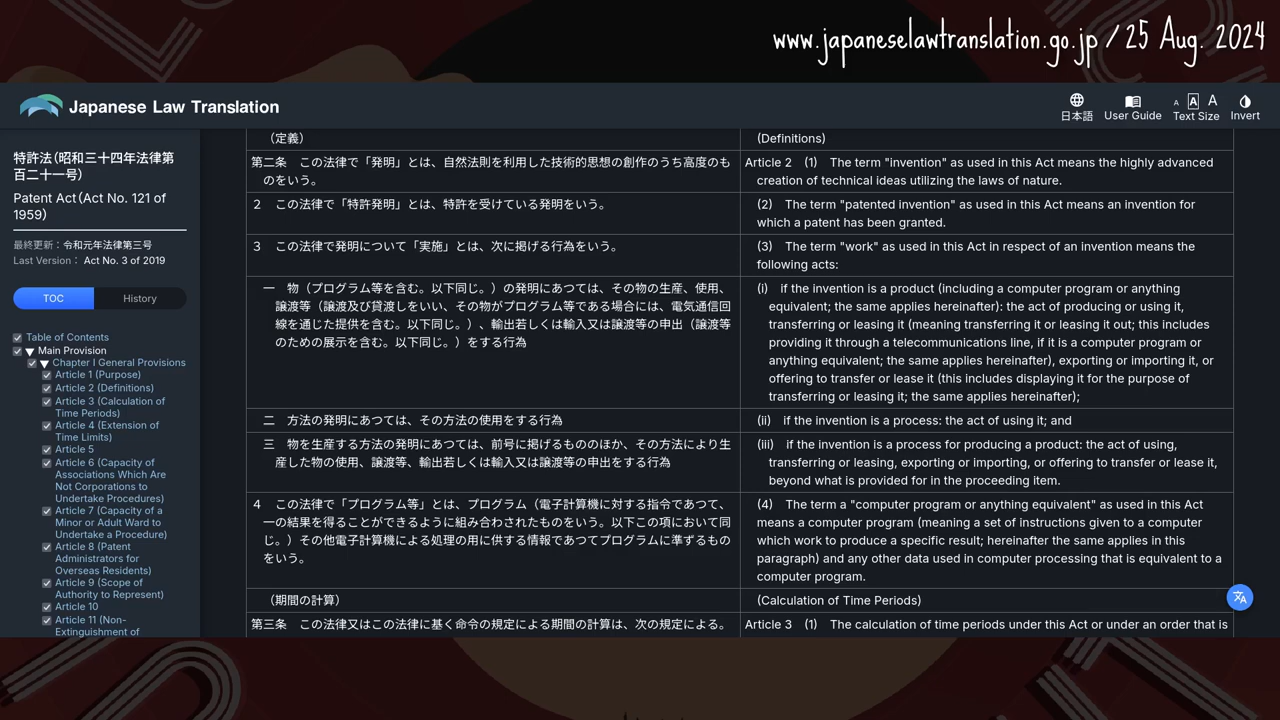 www.japaneselawtranslation.go.jp / 25 Aug. 2024
Japanese Law Translation
日本語
User Guide
A A A
Text Size
Invert
特許法(昭和三十四年法律第
百二十一号)
Patent Act(Act No. 121 of
1959)
最終更新:令和元年法律第三号
Last Version： Act No. 3 of 2019
TOC
History
Table of Contents
Main Provision
Chapter I General Provisions
Article 1 (Purpose)
Article 2 (Definitions)
Article 3 (Calculation of
Time Periods)
Article 4 (Extension of
Time Limits)
Article 5
Article 6 (Capacity of
Associations Which Are
Not Corporations to
Undertake Procedures)
Article 7 (Capacity of a
Minor or Adult Ward to
Undertake a Procedure)
Article 8 (Patent
Administrators for
Overseas Residents)
Article 9 (Scope of
Authority to Represent)
Article 10
Article 11 (Non-
Extinguishment of
（定義）
(Definitions)
第二条　この法律で「発明」とは、自然法則を利用した技術的思想の創作のうち高度のも
のをいう。
Article 2　(1)　The term "invention" as used in this Act means the highly advanced
creation of technical ideas utilizing the laws of nature.
２　この法律で「特許発明」とは、特許を受けている発明をいう。
(2)　The term "patented invention" as used in this Act means an invention for
which a patent has been granted.
３　この法律で発明について「実施」とは、次に掲げる行為をいう。
(3)　The term "work" as used in this Act in respect of an invention means the
following acts:
一　物（プログラム等を含む。以下同じ。）の発明にあつては、その物の生産、使用、
譲渡等（譲渡及び貸渡しをいい、その物がプログラム等である場合には、電気通信回
線を通じた提供を含む。以下同じ。）、輸出若しくは輸入又は譲渡等の申出（譲渡等
のための展示を含む。以下同じ。）をする行為
(i)　if the invention is a product (including a computer program or anything
equivalent; the same applies hereinafter): the act of producing or using it,
transferring or leasing it (meaning transferring it or leasing it out; this includes
providing it through a telecommunications line, if it is a computer program or
anything equivalent; the same applies hereinafter), exporting or importing it, or
offering to transfer or lease it (this includes displaying it for the purpose of
transferring or leasing it; the same applies hereinafter);
二　方法の発明にあつては、その方法の使用をする行為
(ii)　if the invention is a process: the act of using it; and
三　物を生産する方法の発明にあつては、前号に掲げるもののほか、その方法により生
産した物の使用、譲渡等、輸出若しくは輸入又は譲渡等の申出をする行為
(iii)　if the invention is a process for producing a product: the act of using,
transferring or leasing, exporting or importing, or offering to transfer or lease it,
beyond what is provided for in the proceeding item.
４　この法律で「プログラム等」とは、プログラム（電子計算機に対する指令であつて、
一の結果を得ることができるように組み合わされたものをいう。以下この項において同
じ。）その他電子計算機による処理の用に供する情報であつてプログラムに準ずるもの
をいう。
(4)　The term a "computer program or anything equivalent" as used in this Act
means a computer program (meaning a set of instructions given to a computer
which work to produce a specific result; hereinafter the same applies in this
paragraph) and any other data used in computer processing that is equivalent to a
computer program.
（期間の計算）
(Calculation of Time Periods)
第三条　この法律又はこの法律に基く命令の規定による期間の計算は、次の規定による。
Article 3　(1)　The calculation of time periods under this Act or under an order that is